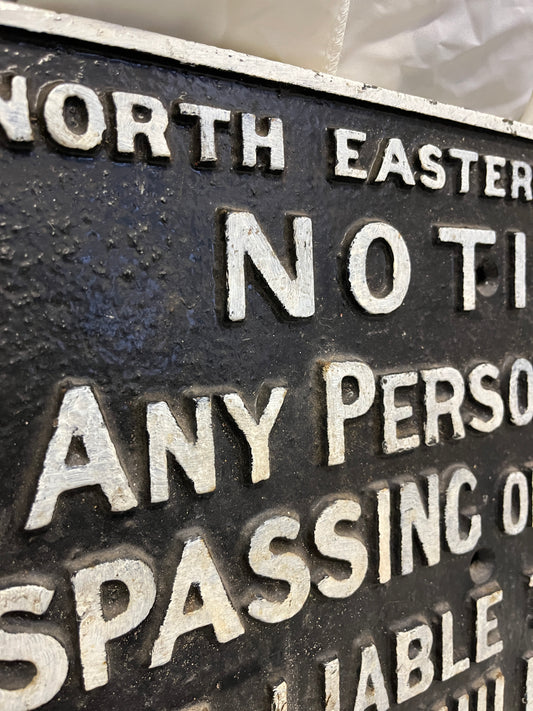 NORTH EASTER
NOTI
ANY PERSO
SPASSING O
LIABLE